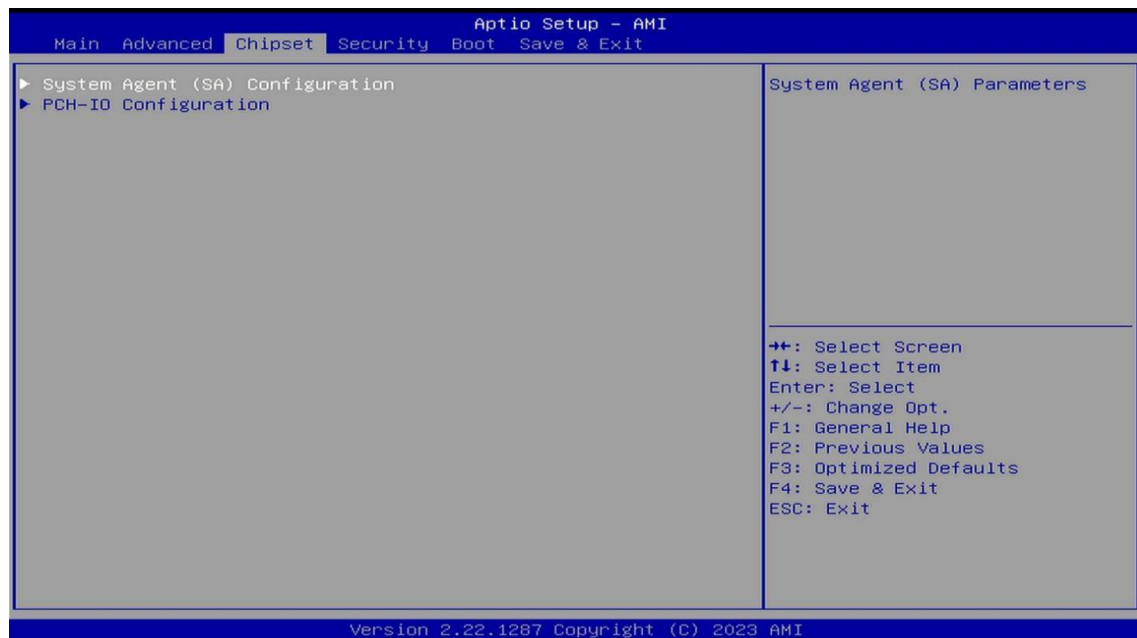 Aptio Setup – AMI
Main Advanced Chipset Security Boot Save & Exit
▶ System Agent (SA) Configuration
▶ PCH-IO Configuration
System Agent (SA) Parameters
→←: Select Screen
↑↓: Select Item
Enter: Select
+/-: Change Opt.
F1: General Help
F2: Previous Values
F3: Optimized Defaults
F4: Save & Exit
ESC: Exit
Version 2.22.1287 Copyright (C) 2023 AMI